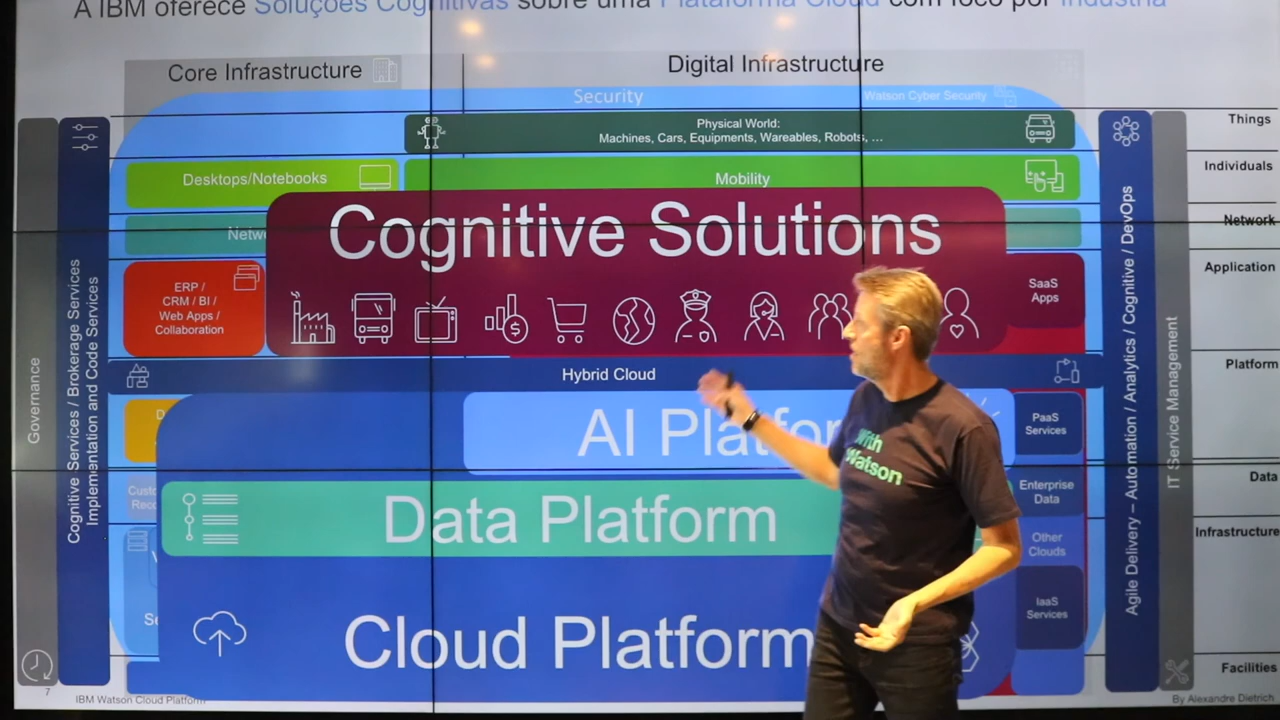 A IBM oferece Soluções Cognitivas sobre uma Plataforma Cloud com foco por Indústria
Core Infrastructure
Digital Infrastructure
Security
Watson Cyber Security
Physical World:
Machines, Cars, Equipments, Wareables, Robots, ...
Desktops/Notebooks
Mobility
Cognitive Solutions
ERP /
CRM / BI /
Web Apps /
Collaboration
SaaS
Apps
Hybrid Cloud
AI
PaaS
Services
Data Platform
Enterprise
Data
Other
Clouds
Cloud Platform
IaaS
Services
Governance
Cognitive Services / Brokerage Services
Implementation and Code Services
Agile Delivery – Automation / Analytics / Cognitive / DevOps
IT Service Management
Things
Individuals
Network
Application
Platform
Data
Infrastructure
Facilities
With
Watson
7
IBM Watson Cloud Platform
By Alexandre Dietrich